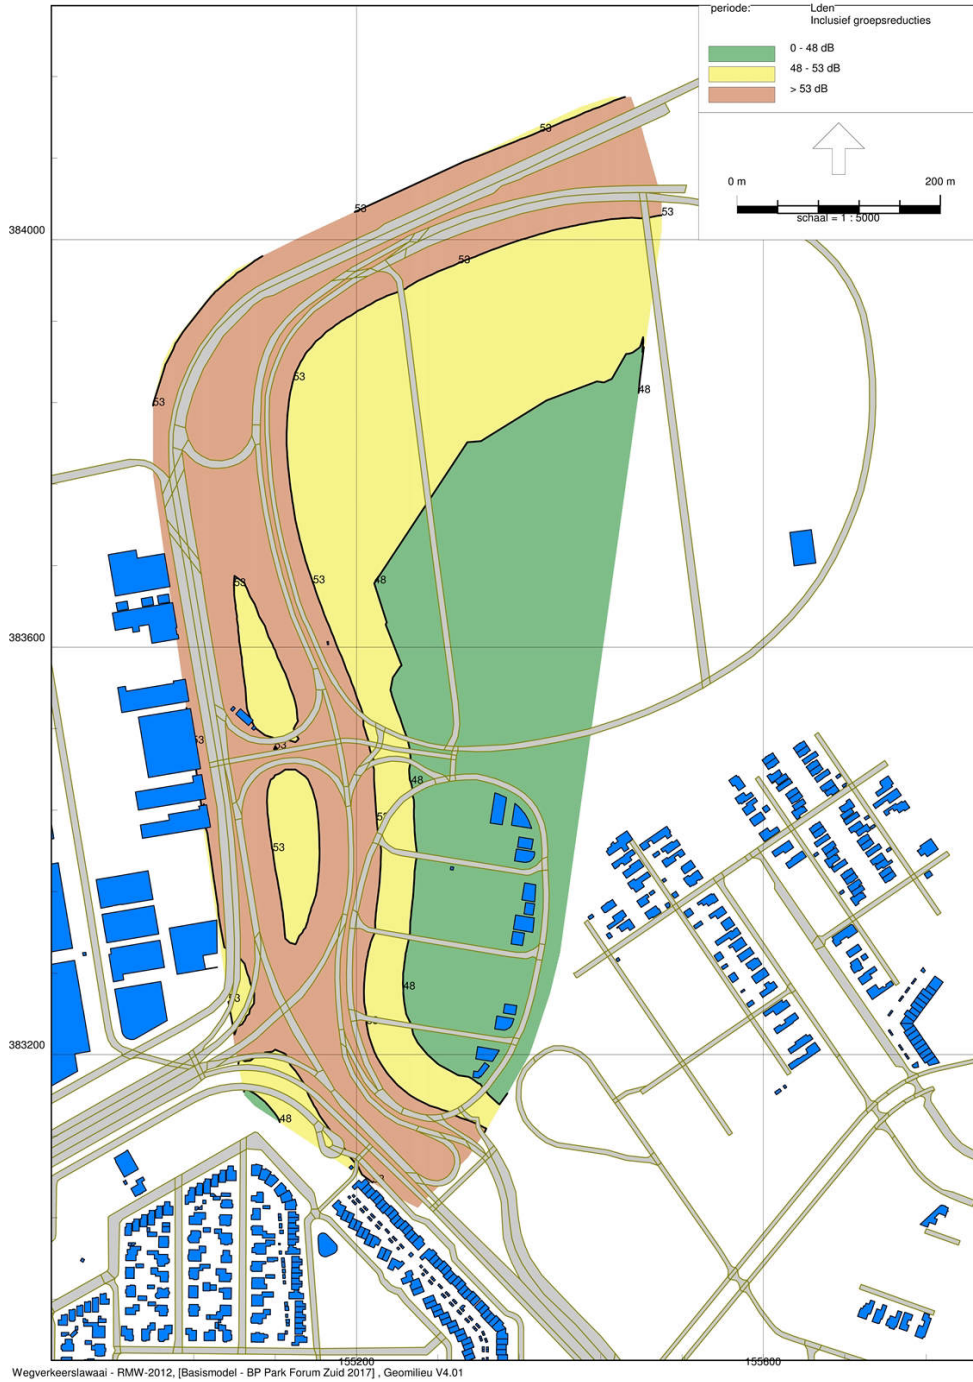 periode: Lden
Inclusief groepsreducties
0 - 48 dB
48 - 53 dB
> 53 dB
0 m 200 m
schaal = 1 : 5000
53
53
53
384000
53
53
48
53
53
48
53
383600
53
53
48
53
48
383200
48
155200
Wegverkeerslawaai - RMW-2012, [Basismodel - BP Park Forum Zuid 2017] , Geomilieu V4.01